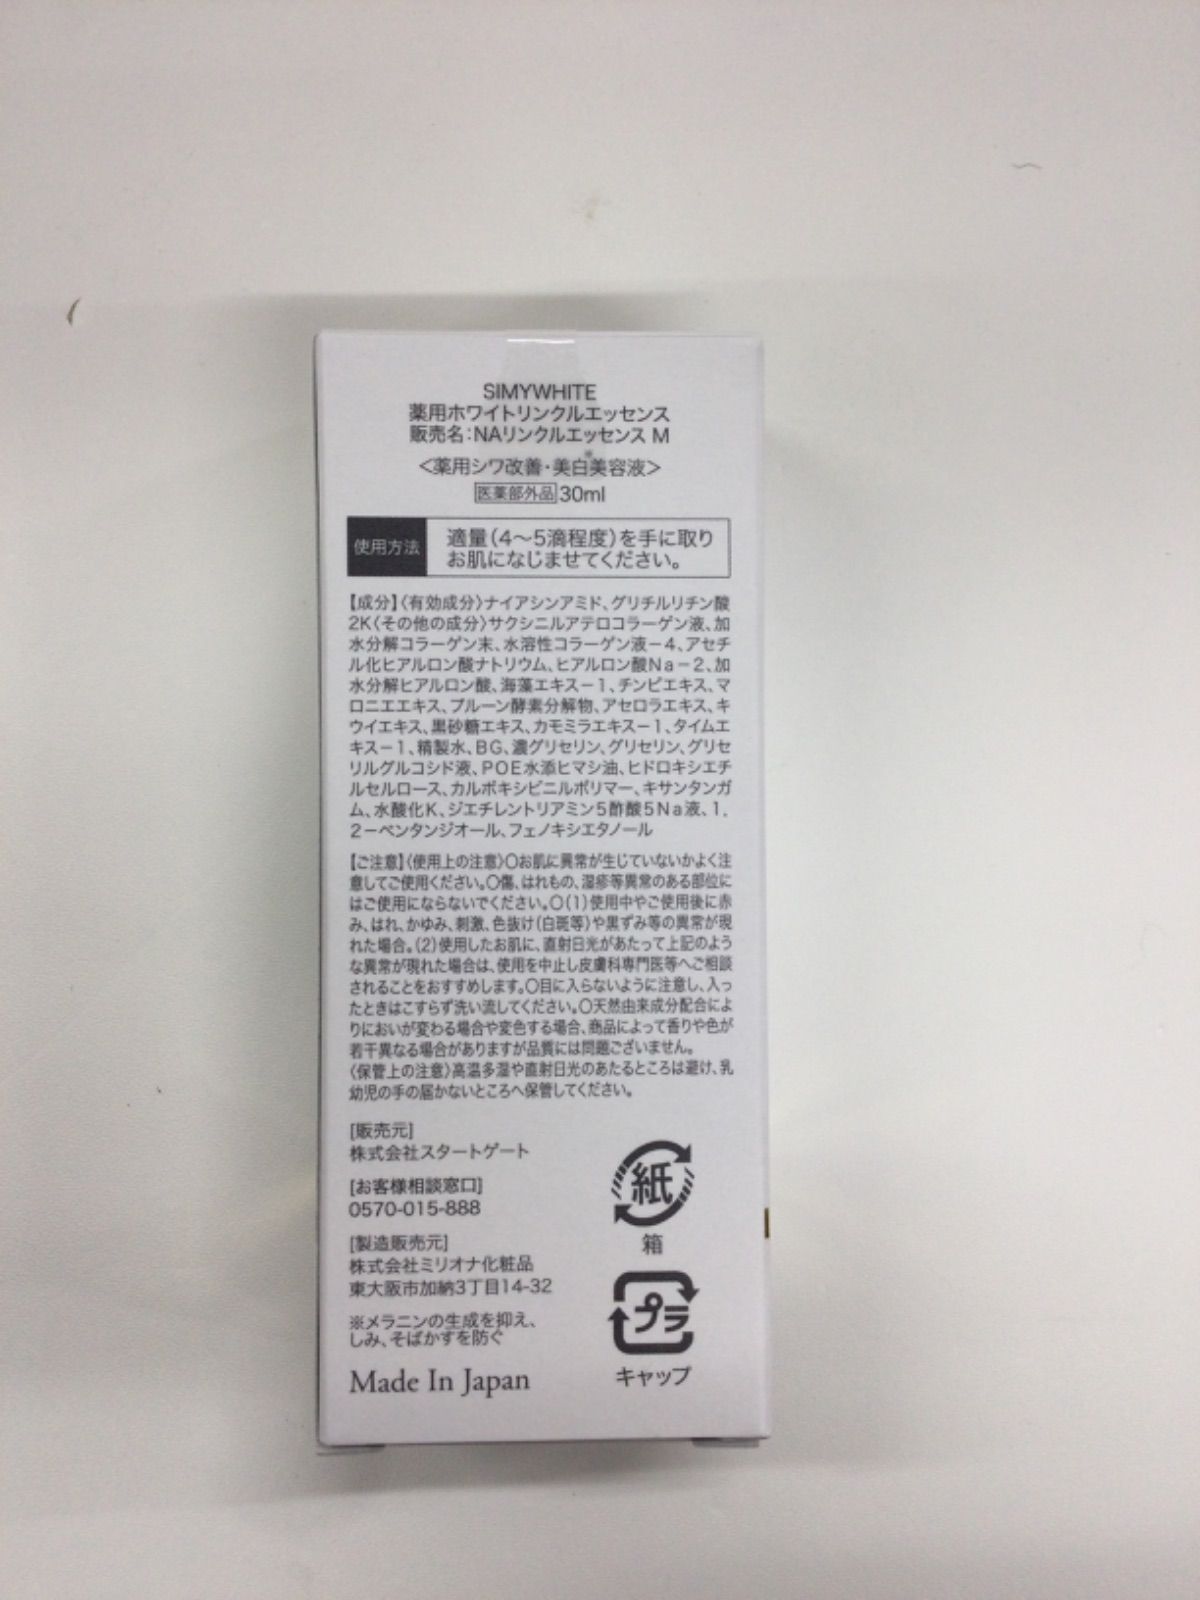 SIMYWHITE
薬用ホワイトリンクルエッセンス
販売名：NAリンクルエッセンス M
＜薬用シワ改善・美白※美容液＞
医薬部外品 30ml
使用方法
適量（4〜5滴程度）を手に取り
お肌になじませてください。
【成分】〈有効成分〉ナイアシンアミド、グリチルリチン酸
2K〈その他の成分〉サクシニルアテロコラーゲン液、加
水分解コラーゲン末、水溶性コラーゲン液－4、アセチ
ル化ヒアルロン酸ナトリウム、ヒアルロン酸Na－2、加
水分解ヒアルロン酸、海藻エキス－1、チンピエキス、マ
ロニエエキス、プルーン酵素分解物、アセロラエキス、キ
ウイエキス、黒砂糖エキス、カモミラエキス－1、タイムエ
キス－1、精製水、BG、濃グリセリン、グリセリン、グリセ
リルグルコシド液、POE水添ヒマシ油、ヒドロキシエチ
ルセルロース、カルボキシビニルポリマー、キサンタンガ
ム、水酸化K、ジエチレントリアミン5酢酸5Na液、1,
2－ペンタンジオール、フェノキシエタノール
【ご注意】〈使用上の注意〉〇お肌に異常が生じていないかよく注
意してご使用ください。〇傷、はれもの、湿疹等異常のある部位に
はご使用にならないでください。〇（1）使用中やご使用後に赤
み、はれ、かゆみ、刺激、色抜け（白斑等）や黒ずみ等の異常が現
れた場合。（2）使用したお肌に、直射日光があたって上記のよう
な異常が現れた場合は、使用を中止し皮膚科専門医等へご相談
されることをおすすめします。〇目に入らないように注意し、入っ
たときはこすらず洗い流してください。〇天然由来成分配合によ
りにおいが変わる場合や変色する場合、商品によって香りや色が
若干異なる場合がありますが品質には問題ございません。
〈保管上の注意〉高温多湿や直射日光のあたるところは避け、乳
幼児の手の届かないところへ保管してください。
[販売元]
株式会社スタートゲート
[お客様相談窓口]
0570-015-888
[製造販売元]
株式会社ミリオナ化粧品
東大阪市加納3丁目14-32
※メラニンの生成を抑え、
しみ、そばかすを防ぐ
Made In Japan
紙
箱
プラ
キャップ